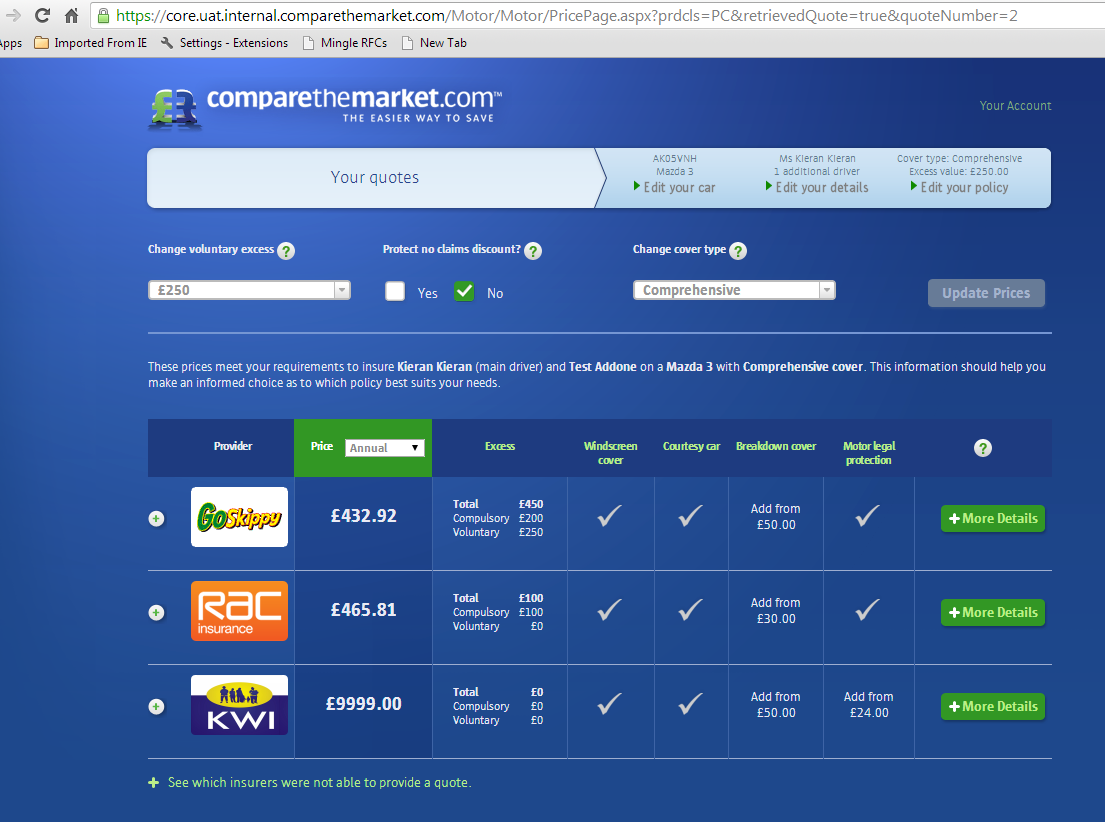 https://core.uat.internal.comparethemarket.com/Motor/Motor/PricePage.aspx?prdcls=PC&retrievedQuote=true&quoteNumber=2
Apps Imported From IE Settings - Extensions Mingle RFCs New Tab
comparethemarket.com™
THE EASIER WAY TO SAVE
Your Account
Your quotes
AK05VNH
Mazda 3
Edit your car
Ms Kieran Kieran
1 additional driver
Edit your details
Cover type: Comprehensive
Excess value: £250.00
Edit your policy
Change voluntary excess ?
Protect no claims discount? ?
Change cover type ?
£250
Yes No
Comprehensive
Update Prices
These prices meet your requirements to insure Kieran Kieran (main driver) and Test Addone on a Mazda 3 with Comprehensive cover. This information should help you
make an informed choice as to which policy best suits your needs.
Provider
Price Annual
Excess
Windscreen
cover
Courtesy car
Breakdown cover
Motor legal
protection
?
GoSkippy
£432.92
Total £450
Compulsory £200
Voluntary £250
Add from
£50.00
+ More Details
RAC
insurance
£465.81
Total £100
Compulsory £100
Voluntary £0
Add from
£30.00
+ More Details
KWI
£9999.00
Total £0
Compulsory £0
Voluntary £0
Add from
£50.00
Add from
£24.00
+ More Details
+ See which insurers were not able to provide a quote.